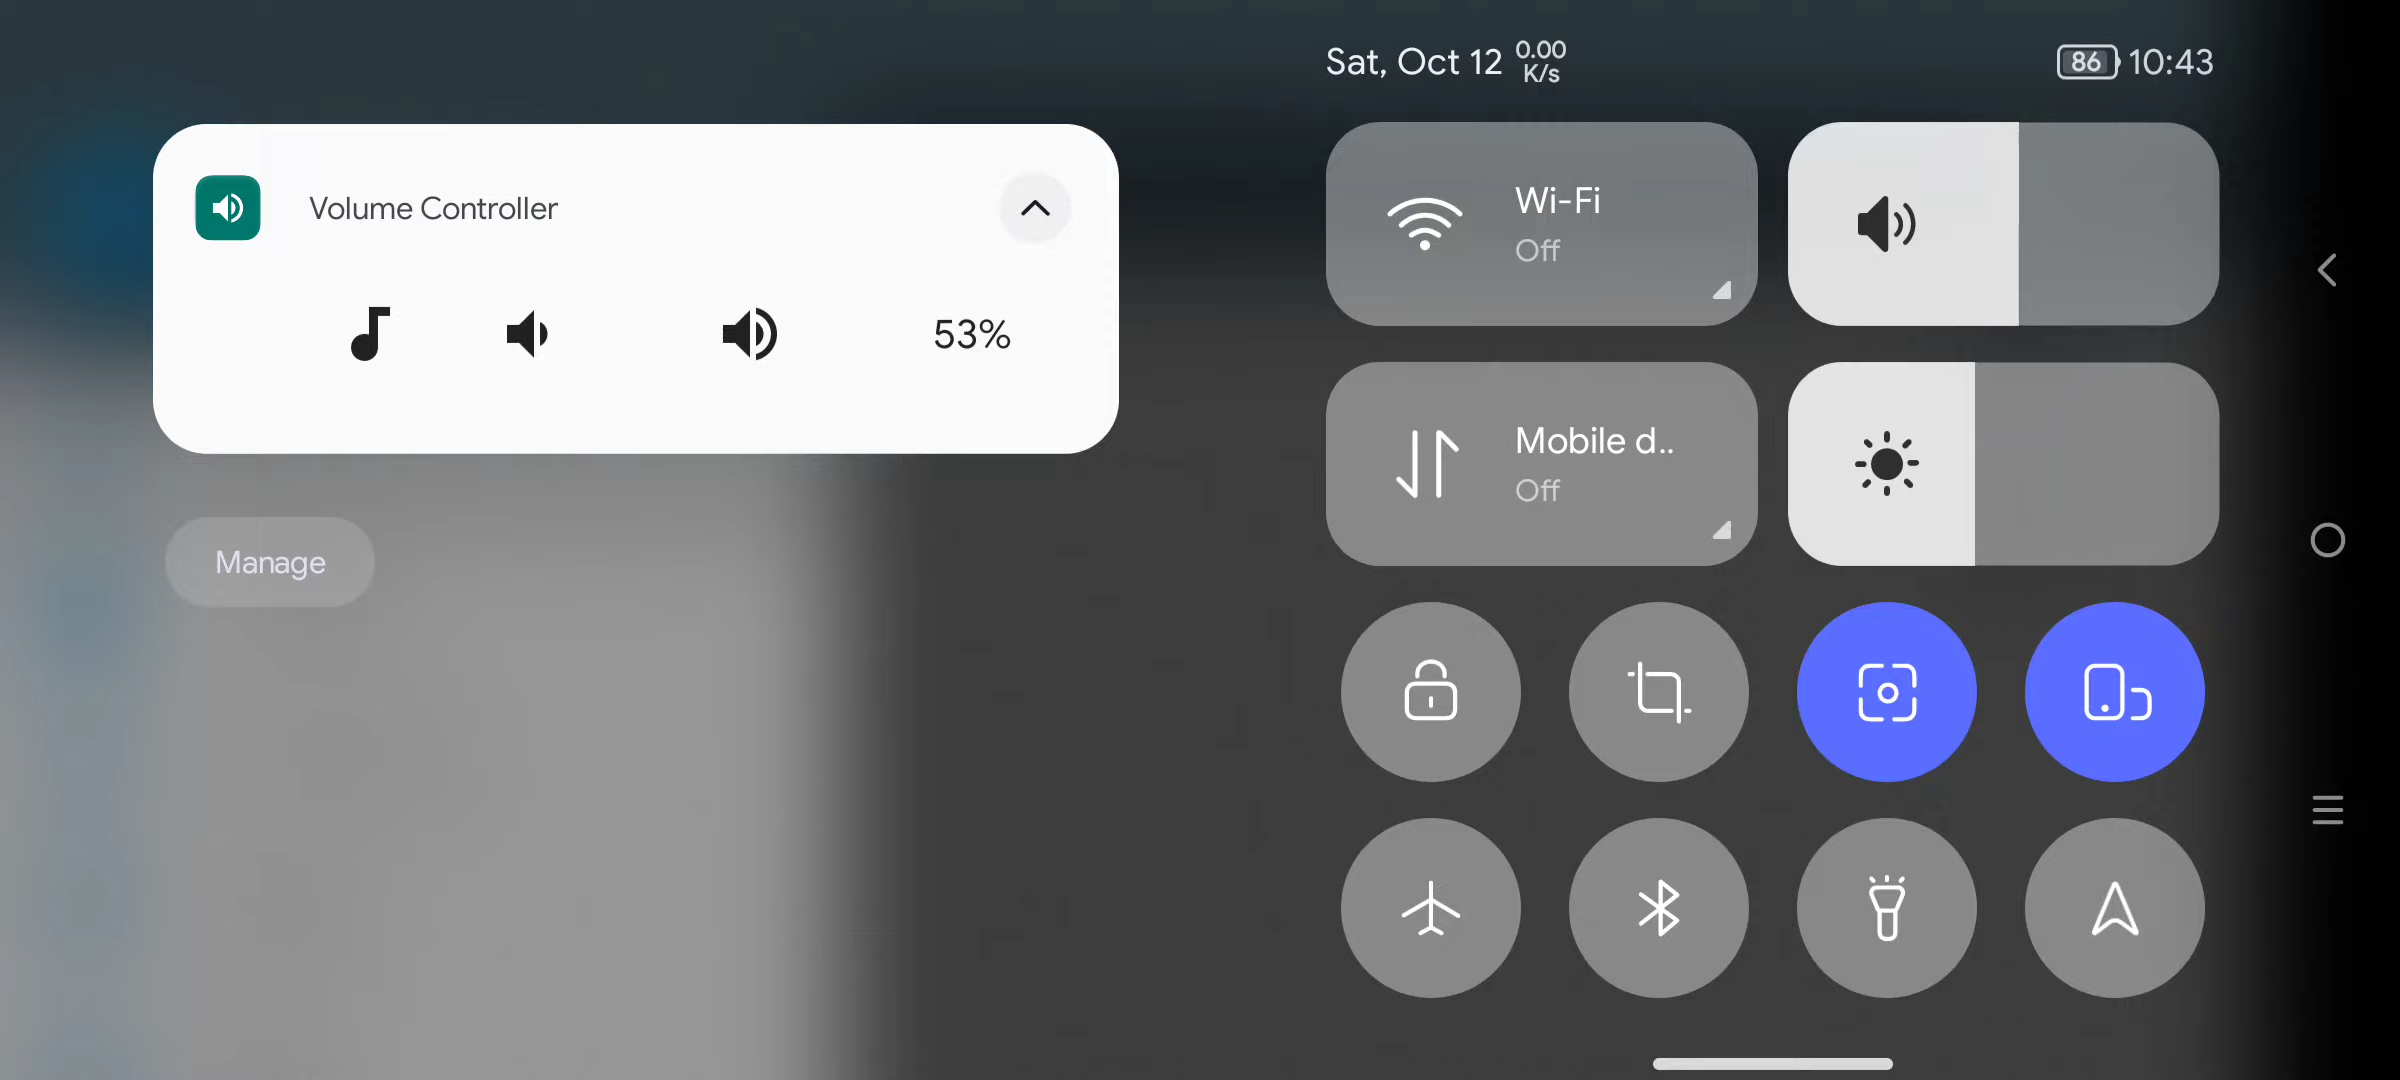 Sat, Oct 12
0.00
K/s
86
10:43
Volume Controller
53%
Manage
Wi-Fi
Off
Mobile d..
Off